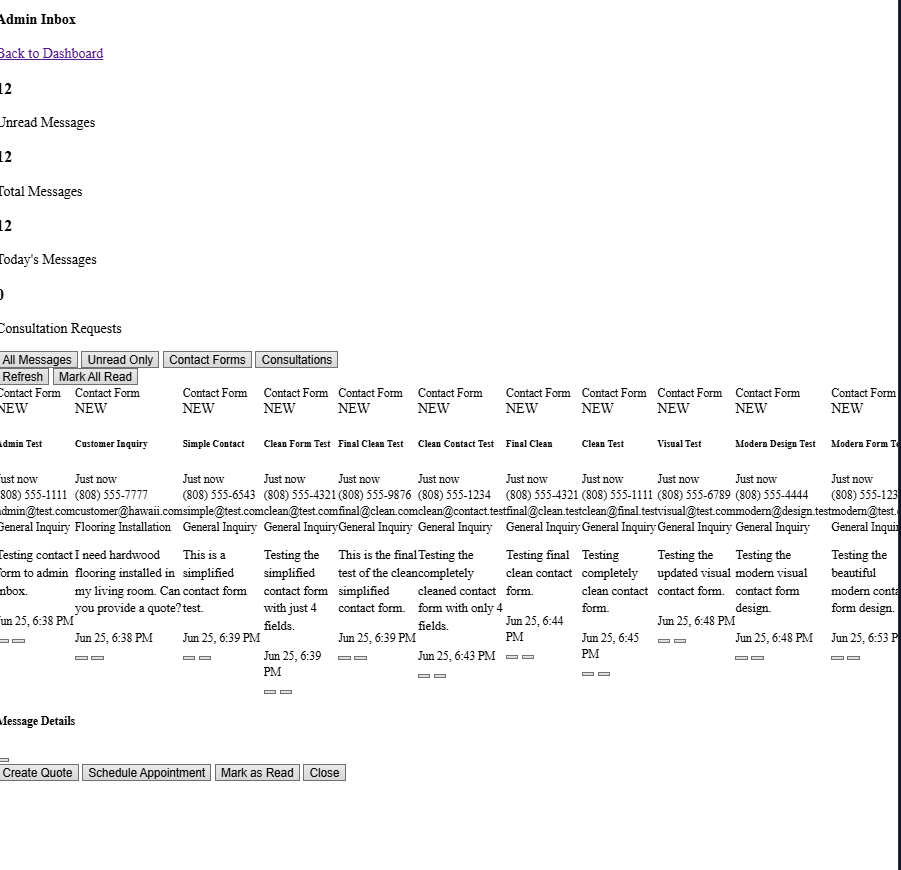 Admin Inbox
Back to Dashboard
12
Unread Messages
12
Total Messages
12
Today's Messages
0
Consultation Requests
All Messages Unread Only Contact Forms Consultations
Refresh Mark All Read
Contact Form Contact Form Contact Form Contact Form Contact Form Contact Form Contact Form Contact Form Contact Form Contact Form Contact Form
NEW NEW NEW NEW NEW NEW NEW NEW NEW NEW NEW
Admin Test Customer Inquiry Simple Contact Clean Form Test Final Clean Test Clean Contact Test Final Clean Clean Test Visual Test Modern Design Test Modern Form Te
Just now Just now Just now Just now Just now Just now Just now Just now Just now Just now Just now
(808) 555-1111 (808) 555-7777 (808) 555-6543 (808) 555-4321 (808) 555-9876 (808) 555-1234 (808) 555-4321 (808) 555-1111 (808) 555-6789 (808) 555-4444 (808) 555-123
admin@test.com customer@hawaii.com simple@test.com clean@test.com final@clean.com clean@contact.test final@clean.test clean@final.test visual@test.com modern@design.test modern@test.
General Inquiry Flooring Installation General Inquiry General Inquiry General Inquiry General Inquiry General Inquiry General Inquiry General Inquiry General Inquiry General Inquir
Testing contact I need hardwood This is a Testing the This is the final Testing the Testing final Testing Testing the Testing the Testing the
form to admin flooring installed in simplified simplified test of the clean completely clean contact completely updated visual modern visual beautiful
inbox. my living room. Can contact form contact form simplified cleaned contact form. clean contact contact form. contact form modern conta
you provide a quote? test. with just 4 contact form. form with only 4 form. design. form design.
fields. fields.
Jun 25, 6:38 PM Jun 25, 6:44 Jun 25, 6:48 PM
PM
Jun 25, 6:38 PM Jun 25, 6:39 PM Jun 25, 6:39 PM Jun 25, 6:45 Jun 25, 6:48 PM Jun 25, 6:53 P
PM
Jun 25, 6:39 Jun 25, 6:43 PM
PM
Message Details
Create Quote Schedule Appointment Mark as Read Close